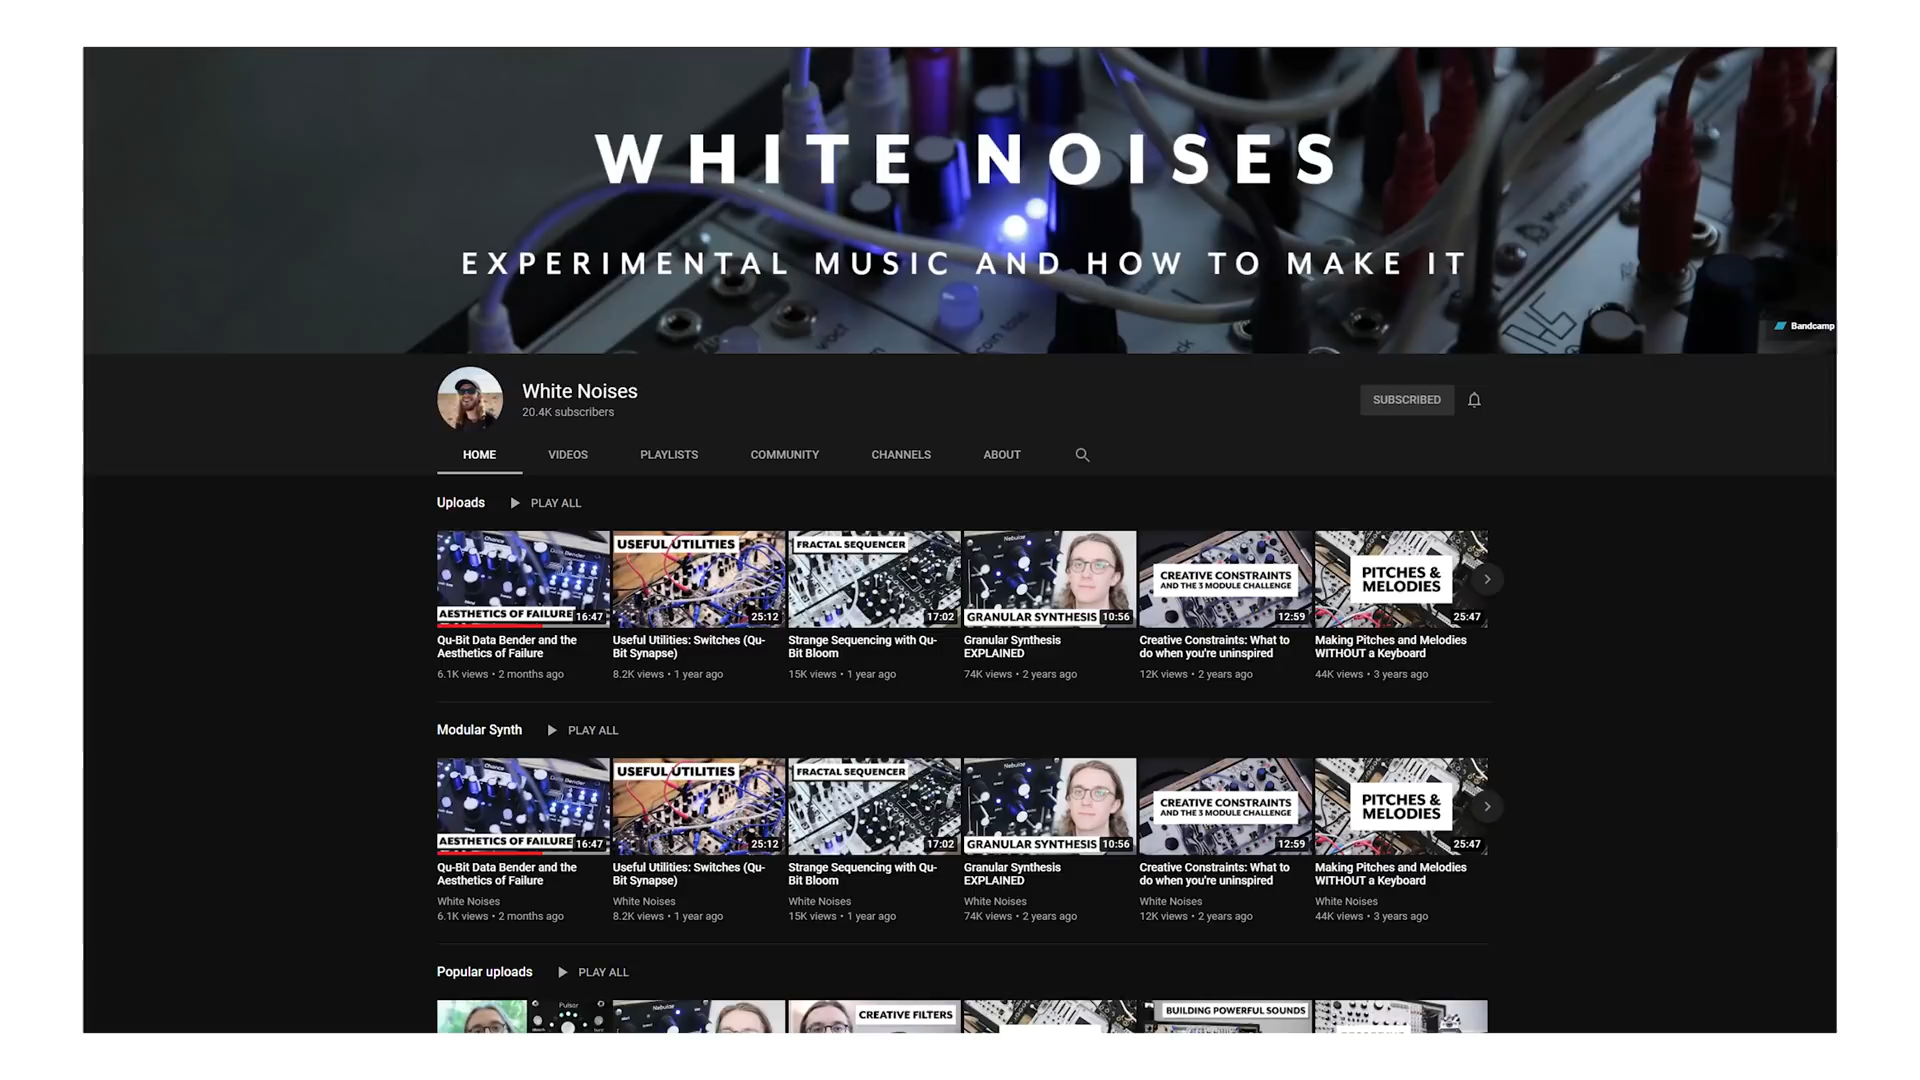 WHITE NOISES
EXPERIMENTAL MUSIC AND HOW TO MAKE IT
Bandcamp
White Noises
20.4K subscribers
SUBSCRIBED
HOME VIDEOS PLAYLISTS COMMUNITY CHANNELS ABOUT
Uploads PLAY ALL
AESTHETICS OF FAILURE 16:47
USEFUL UTILITIES 25:12
FRACTAL SEQUENCER 17:02
Nebulae
GRANULAR SYNTHESIS 10:56
CREATIVE CONSTRAINTS
AND THE 3 MODULE CHALLENGE
12:59
PITCHES &
MELODIES
25:47
Qu-Bit Data Bender and the
Aesthetics of Failure
6.1K views • 2 months ago
Useful Utilities: Switches (Qu-
Bit Synapse)
8.2K views • 1 year ago
Strange Sequencing with Qu-
Bit Bloom
15K views • 1 year ago
Granular Synthesis
EXPLAINED
74K views • 2 years ago
Creative Constraints: What to
do when you're uninspired
12K views • 2 years ago
Making Pitches and Melodies
WITHOUT a Keyboard
44K views • 3 years ago
Modular Synth PLAY ALL
AESTHETICS OF FAILURE 16:47
USEFUL UTILITIES 25:12
FRACTAL SEQUENCER 17:02
Nebulae
GRANULAR SYNTHESIS 10:56
CREATIVE CONSTRAINTS
AND THE 3 MODULE CHALLENGE
12:59
PITCHES &
MELODIES
25:47
Qu-Bit Data Bender and the
Aesthetics of Failure
White Noises
6.1K views • 2 months ago
Useful Utilities: Switches (Qu-
Bit Synapse)
White Noises
8.2K views • 1 year ago
Strange Sequencing with Qu-
Bit Bloom
White Noises
15K views • 1 year ago
Granular Synthesis
EXPLAINED
White Noises
74K views • 2 years ago
Creative Constraints: What to
do when you're uninspired
White Noises
12K views • 2 years ago
Making Pitches and Melodies
WITHOUT a Keyboard
White Noises
44K views • 3 years ago
Popular uploads PLAY ALL
Pulsar
Nebulae
CREATIVE FILTERS
BUILDING POWERFUL SOUNDS